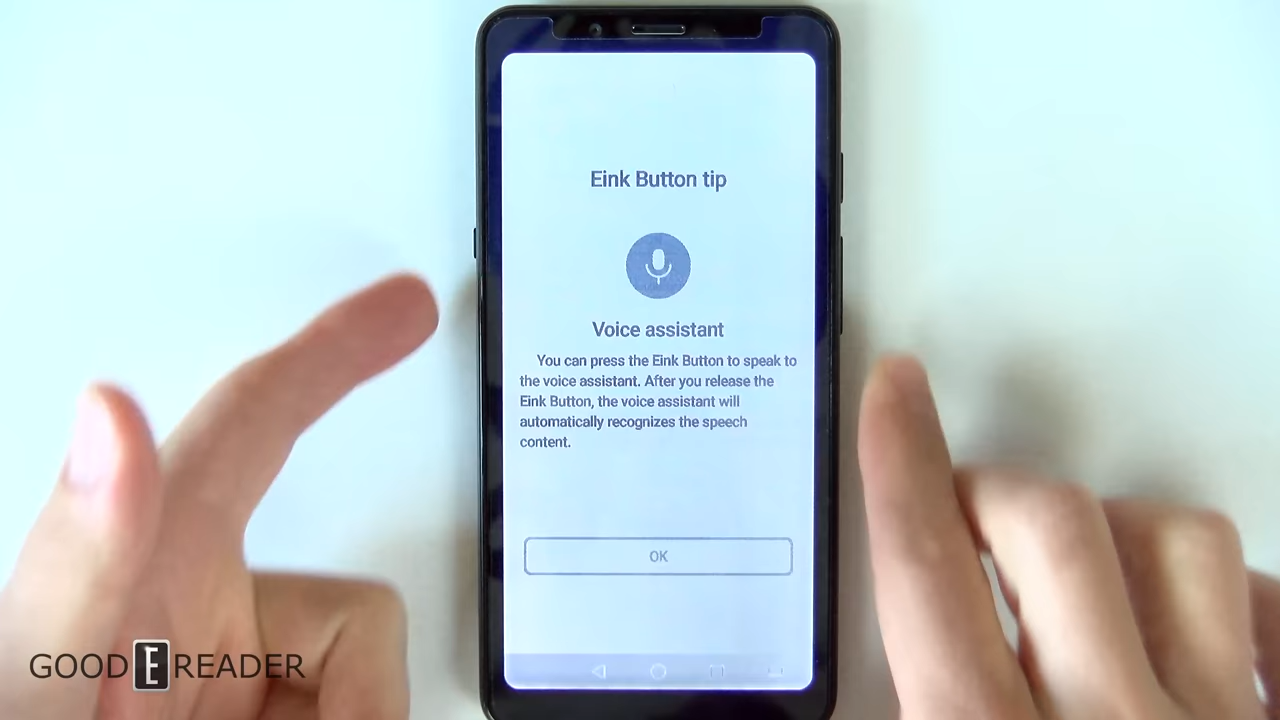 Eink Button tip
Voice assistant
You can press the Eink Button to speak to
the voice assistant. After you release the
Eink Button, the voice assistant will
automatically recognizes the speech
content.
OK
GOOD E READER